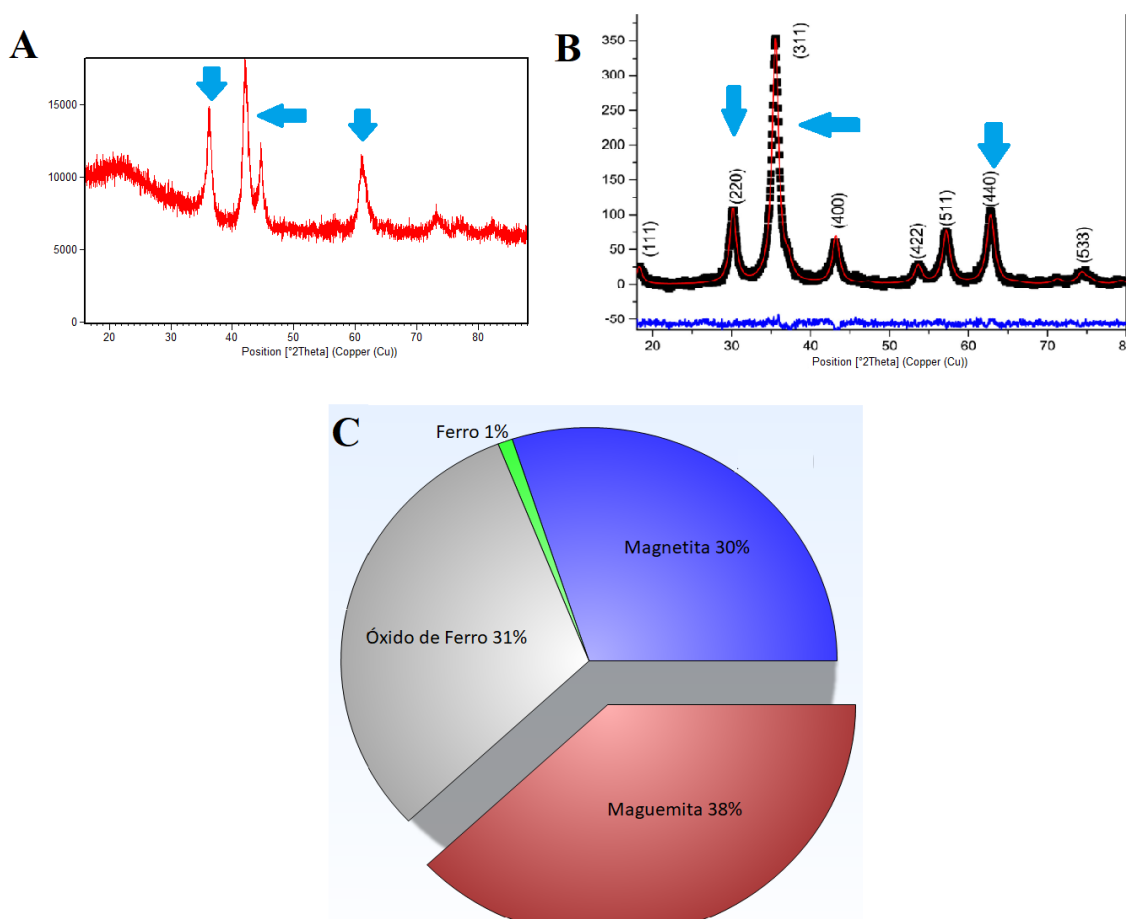 A
15000
10000
5000
0
20 30 40 50 60 70 80
Position [°2Theta] (Copper (Cu))
B
350
300
250
200
150
100
50
0
-50
(111)
(220)
(311)
(400)
(422)
(511)
(440)
(533)
20 30 40 50 60 70 80
Position [°2Theta] (Copper (Cu))
C
Ferro 1%
Magnetita 30%
Óxido de Ferro 31%
Maguemita 38%